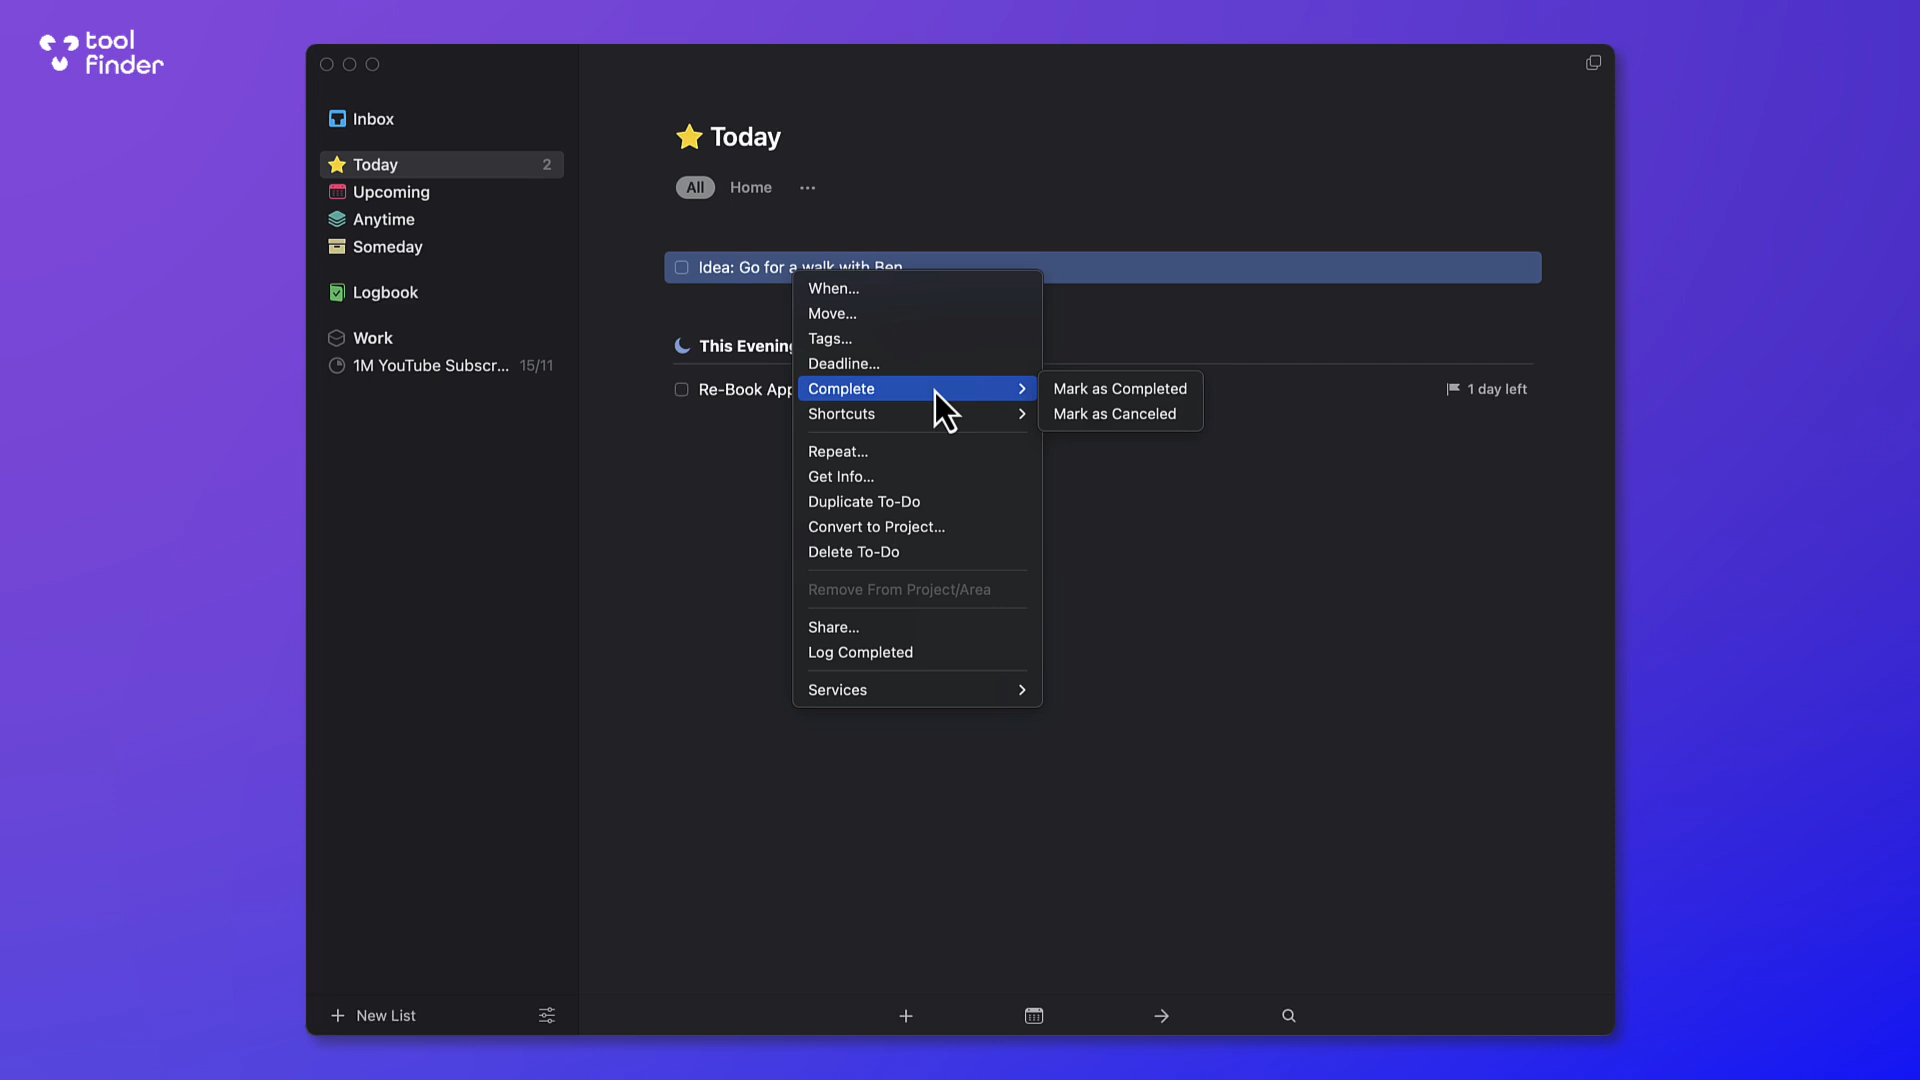 tool
finder
Inbox
Today 2
Upcoming
Anytime
Someday
Logbook
Work
1M YouTube Subscr... 15/11
New List
Today
All Home ...
Idea: Go for a walk with Ben
This Evening
Re-Book App
1 day left
When...
Move...
Tags...
Deadline...
Complete
Shortcuts
Repeat...
Get Info...
Duplicate To-Do
Convert to Project...
Delete To-Do
Remove From Project/Area
Share...
Log Completed
Services
Mark as Completed
Mark as Canceled